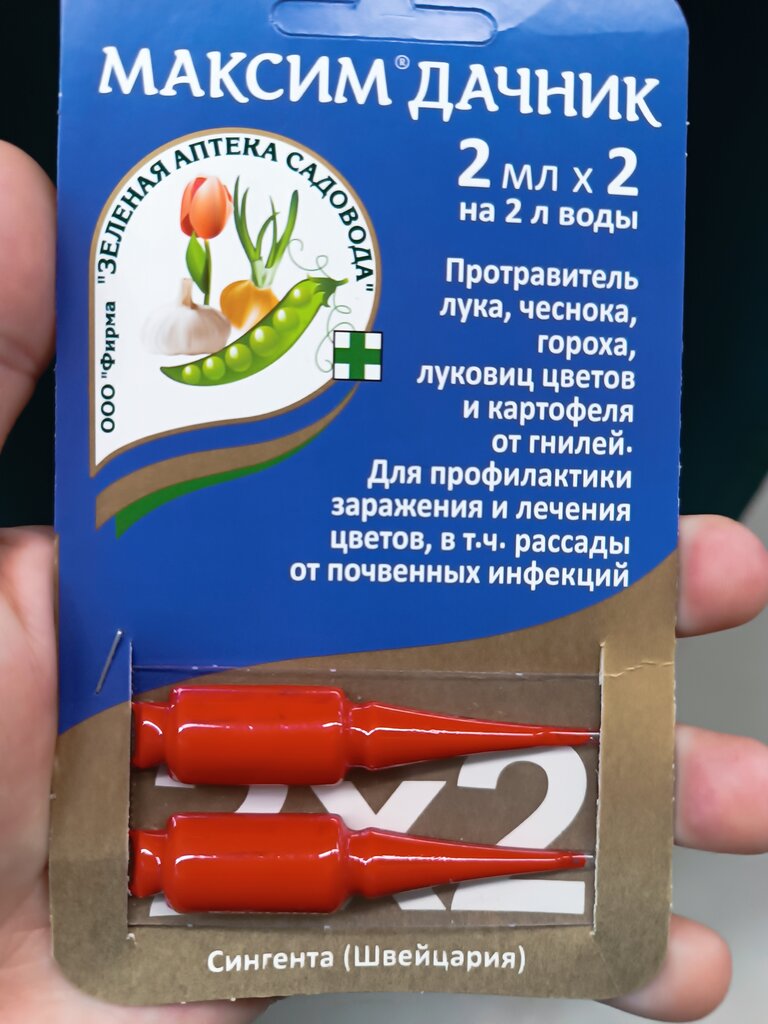 МАКСИМ® ДАЧНИК
ООО "Фирма "ЗЕЛЕНАЯ АПТЕКА САДОВОДА"
2 мл х 2
на 2 л воды
Протравитель
лука, чеснока,
гороха,
луковиц цветов
и картофеля
от гнилей.
Для профилактики
заражения и лечения
цветов, в т.ч. рассады
от почвенных инфекций
2х2
Сингента (Швейцария)